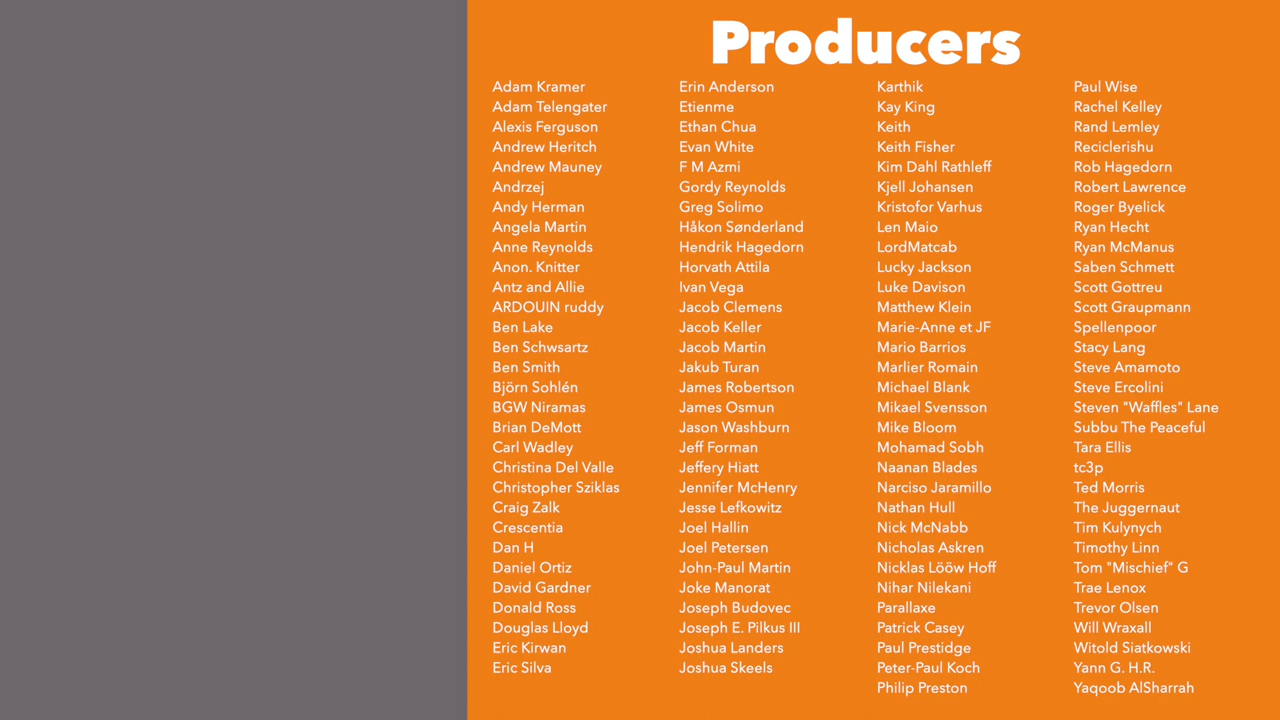 Producers
Adam Kramer
Adam Telengater
Alexis Ferguson
Andrew Heritch
Andrew Mauney
Andrzej
Andy Herman
Angela Martin
Anne Reynolds
Anon. Knitter
Antz and Allie
ARDOUIN ruddy
Ben Lake
Ben Schwsartz
Ben Smith
Björn Sohlén
BGW Niramas
Brian DeMott
Carl Wadley
Christina Del Valle
Christopher Sziklas
Craig Zalk
Crescentia
Dan H
Daniel Ortiz
David Gardner
Donald Ross
Douglas Lloyd
Eric Kirwan
Eric Silva
Erin Anderson
Etienme
Ethan Chua
Evan White
F M Azmi
Gordy Reynolds
Greg Solimo
Håkon Sønderland
Hendrik Hagedorn
Horvath Attila
Ivan Vega
Jacob Clemens
Jacob Keller
Jacob Martin
Jakub Turan
James Robertson
James Osmun
Jason Washburn
Jeff Forman
Jeffery Hiatt
Jennifer McHenry
Jesse Lefkowitz
Joel Hallin
Joel Petersen
John-Paul Martin
Joke Manorat
Joseph Budovec
Joseph E. Pilkus III
Joshua Landers
Joshua Skeels
Karthik
Kay King
Keith
Keith Fisher
Kim Dahl Rathleff
Kjell Johansen
Kristofor Varhus
Len Maio
LordMatcab
Lucky Jackson
Luke Davison
Matthew Klein
Marie-Anne et JF
Mario Barrios
Marlier Romain
Michael Blank
Mikael Svensson
Mike Bloom
Mohamad Sobh
Naanan Blades
Narciso Jaramillo
Nathan Hull
Nick McNabb
Nicholas Askren
Nicklas Lööw Hoff
Nihar Nilekani
Parallaxe
Patrick Casey
Paul Prestidge
Peter-Paul Koch
Philip Preston
Paul Wise
Rachel Kelley
Rand Lemley
Reciclerishu
Rob Hagedorn
Robert Lawrence
Roger Byelick
Ryan Hecht
Ryan McManus
Saben Schmett
Scott Gottreu
Scott Graupmann
Spellenpoor
Stacy Lang
Steve Amamoto
Steve Ercolini
Steven "Waffles" Lane
Subbu The Peaceful
Tara Ellis
tc3p
Ted Morris
The Juggernaut
Tim Kulynych
Timothy Linn
Tom "Mischief" G
Trae Lenox
Trevor Olsen
Will Wraxall
Witold Siatkowski
Yann G. H.R.
Yaqoob AlSharrah